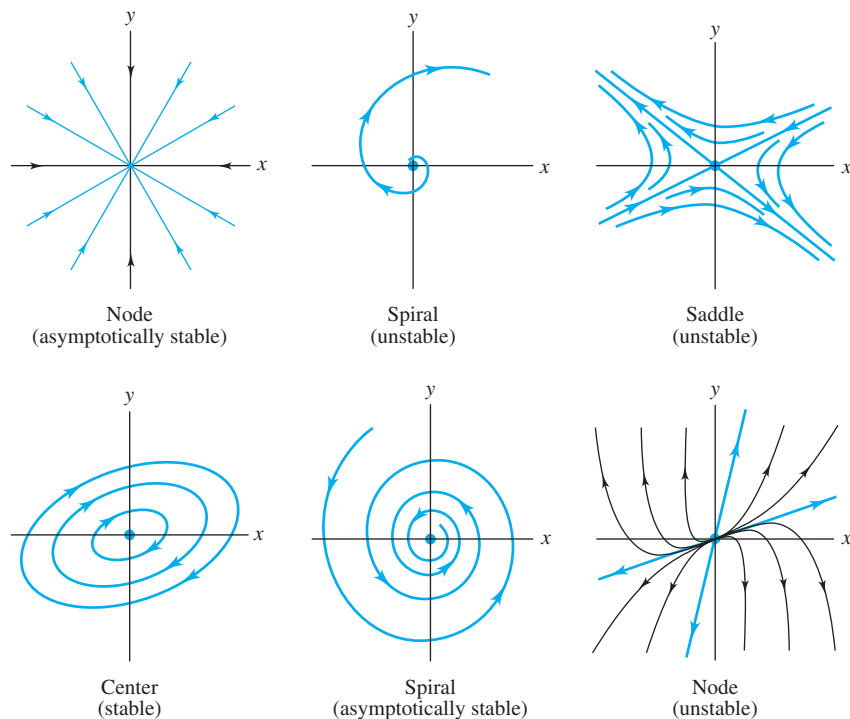 y
x
Node
(asymptotically stable)
y
x
Spiral
(unstable)
y
x
Saddle
(unstable)
y
x
Center
(stable)
y
x
Spiral
(asymptotically stable)
y
x
Node
(unstable)